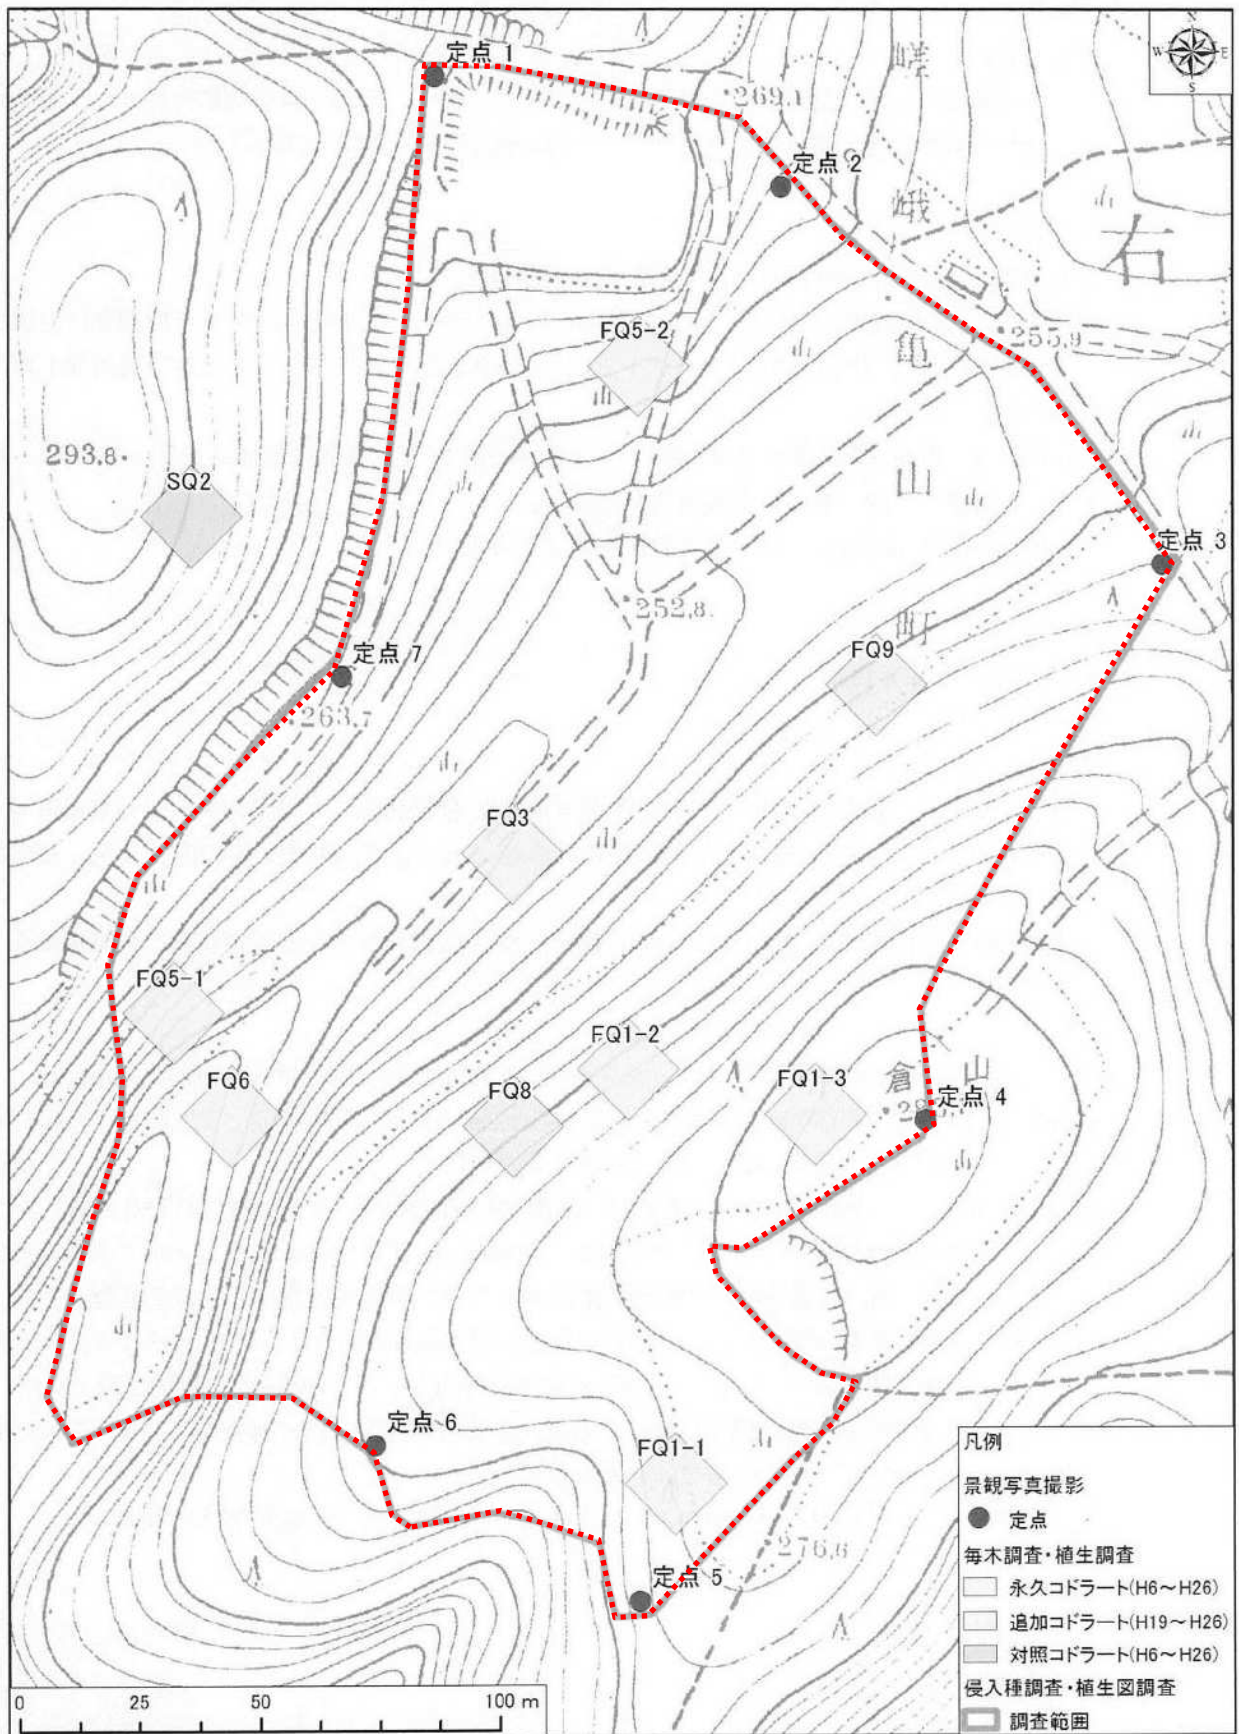 N
W E
S
定点 1
269.1
嵯
定点 2
峨
石
FQ5-2
255.9
亀
山
293.8
SQ2
定点 3
252.8
町
定点 7
FQ9
263.7
FQ3
FQ5-1
FQ1-2
FQ6
FQ8
FQ1-3
倉 山
定点 4
定点 6
FQ1-1
276.6
定点 5
凡例
景観写真撮影
定点
毎木調査・植生調査
永久コドラート(H6～H26)
追加コドラート(H19～H26)
対照コドラート(H6～H26)
侵入種調査・植生図調査
調査範囲
0 25 50 100 m